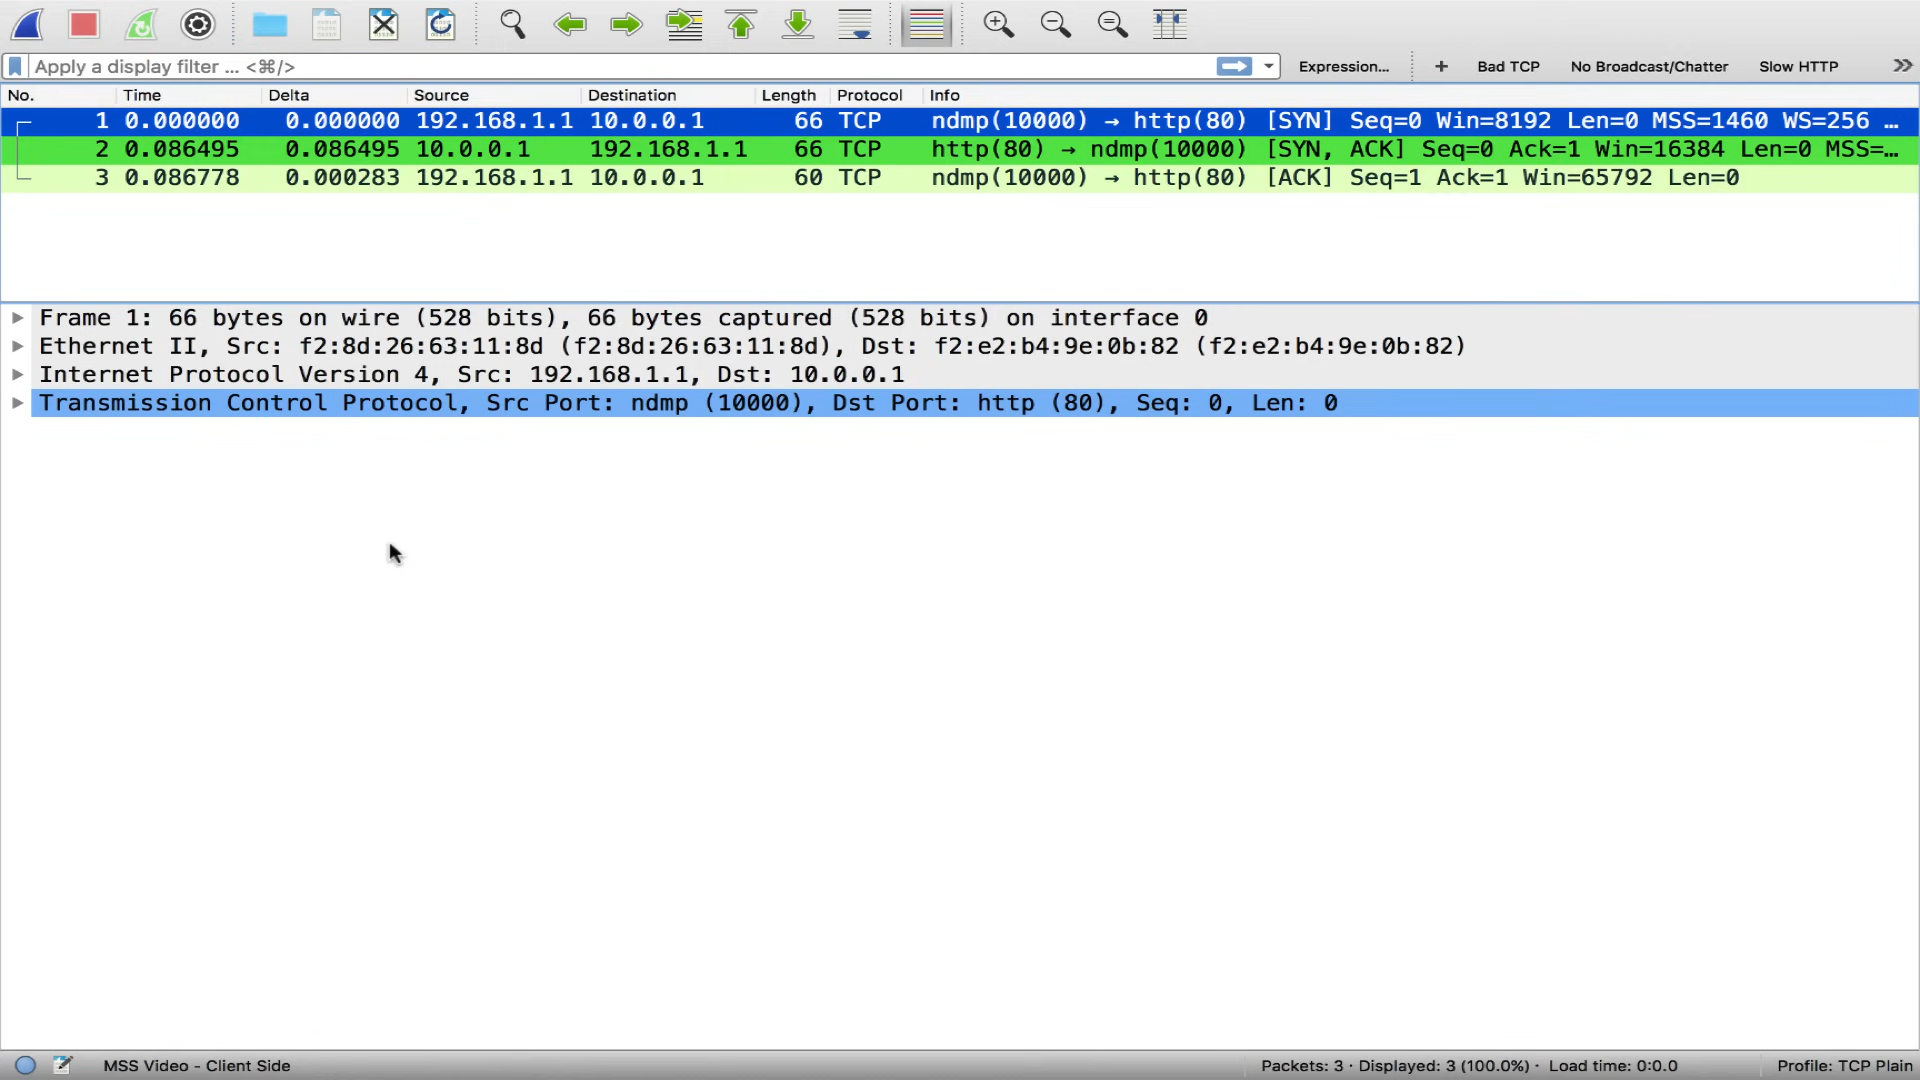 Apply a display filter ... <⌘/>
Expression...
+
Bad TCP
No Broadcast/Chatter
Slow HTTP
No. Time Delta Source Destination Length Protocol Info
1 0.000000 0.000000 192.168.1.1 10.0.0.1 66 TCP ndmp(10000) → http(80) [SYN] Seq=0 Win=8192 Len=0 MSS=1460 WS=256 …
2 0.086495 0.086495 10.0.0.1 192.168.1.1 66 TCP http(80) → ndmp(10000) [SYN, ACK] Seq=0 Ack=1 Win=16384 Len=0 MSS=…
3 0.086778 0.000283 192.168.1.1 10.0.0.1 60 TCP ndmp(10000) → http(80) [ACK] Seq=1 Ack=1 Win=65792 Len=0
Frame 1: 66 bytes on wire (528 bits), 66 bytes captured (528 bits) on interface 0
Ethernet II, Src: f2:8d:26:63:11:8d (f2:8d:26:63:11:8d), Dst: f2:e2:b4:9e:0b:82 (f2:e2:b4:9e:0b:82)
Internet Protocol Version 4, Src: 192.168.1.1, Dst: 10.0.0.1
Transmission Control Protocol, Src Port: ndmp (10000), Dst Port: http (80), Seq: 0, Len: 0
MSS Video - Client Side
Packets: 3 · Displayed: 3 (100.0%) · Load time: 0:0.0
Profile: TCP Plain